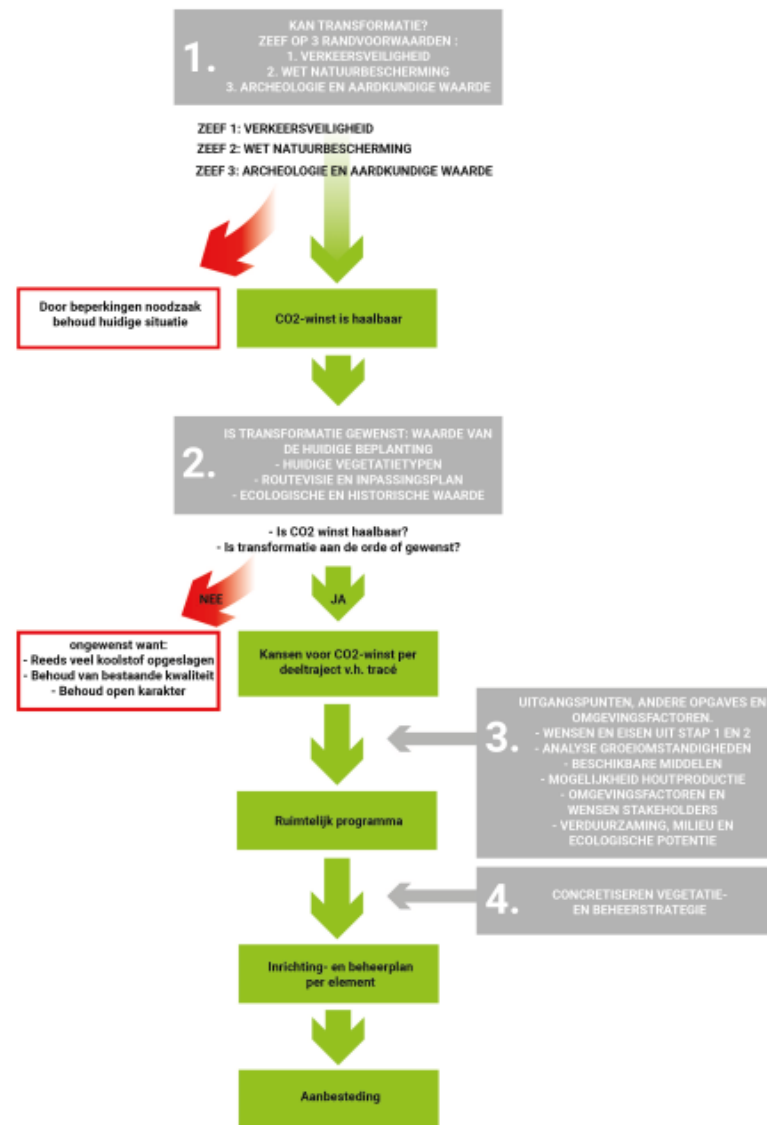 1.
KAN TRANSFORMATIE?
ZEEF OP 3 RANDVOORWAARDEN :
1. VERKEERSVEILIGHEID
2. WET NATUURBESCHERMING
3. ARCHEOLOGIE EN AARDKUNDIGE WAARDE
ZEEF 1: VERKEERSVEILIGHEID
ZEEF 2: WET NATUURBESCHERMING
ZEEF 3: ARCHEOLOGIE EN AARDKUNDIGE WAARDE
Door beperkingen noodzaak
behoud huidige situatie
CO2-winst is haalbaar
2.
IS TRANSFORMATIE GEWENST: WAARDE VAN
DE HUIDIGE BEPLANTING
- HUIDIGE VEGETATIETYPEN
- ROUTEVISIE EN INPASSINGSPLAN
- ECOLOGISCHE EN HISTORISCHE WAARDE
- Is CO2 winst haalbaar?
- Is transformatie aan de orde of gewenst?
NEE
JA
ongewenst want:
- Reeds veel koolstof opgeslagen
- Behoud van bestaande kwaliteit
- Behoud open karakter
Kansen voor CO2-winst per
deeltraject v.h. tracé
3.
UITGANGSPUNTEN, ANDERE OPGAVES EN
OMGEVINGSFACTOREN.
- WENSEN EN EISEN UIT STAP 1 EN 2
- ANALYSE GROEIOMSTANDIGHEDEN
- BESCHIKBARE MIDDELEN
- MOGELIJKHEID HOUTPRODUCTIE
- OMGEVINGSFACTOREN EN
WENSEN STAKEHOLDERS
- VERDUURZAMING, MILIEU EN
ECOLOGISCHE POTENTIE
Ruimtelijk programma
4.
CONCRETISEREN VEGETATIE-
EN BEHEERSTRATEGIE
Inrichting- en beheerplan
per element
Aanbesteding